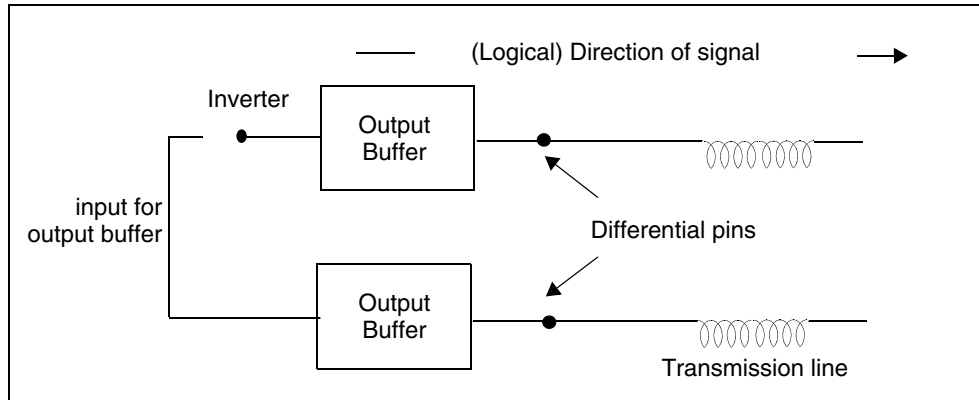 (Logical) Direction of signal
Inverter
Output
Buffer
input for
output buffer
Differential pins
Output
Buffer
Transmission line